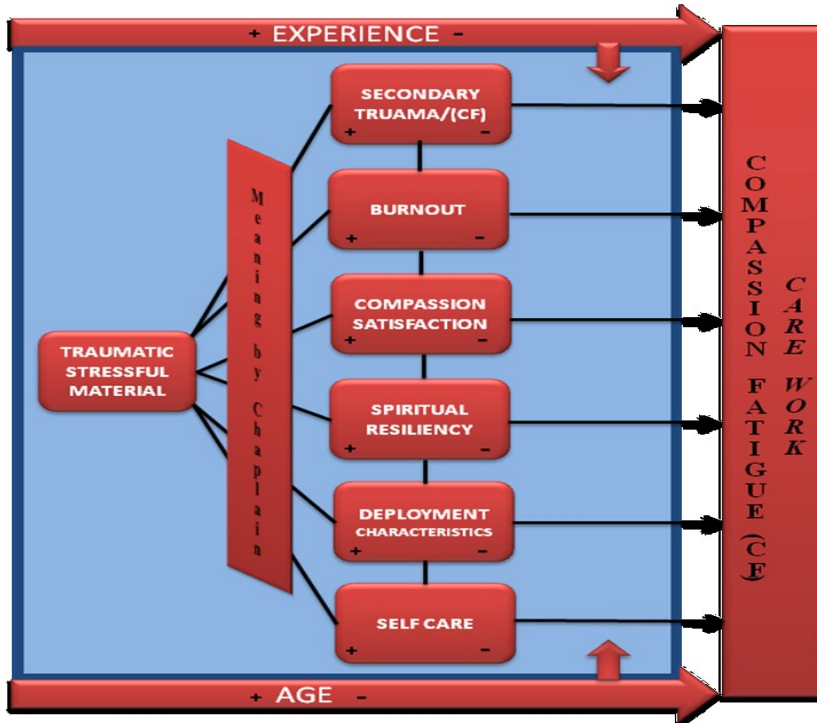 + EXPERIENCE -
SECONDARY
TRUAMA/(CF)
+ -
BURNOUT
+ -
COMPASSION
SATISFACTION
+ -
SPIRITUAL
RESILIENCY
+ -
DEPLOYMENT
CHARACTERISTICS
+ -
SELF CARE
+ -
TRAUMATIC
STRESSFUL
MATERIAL
Meaning by Chaplain
COMPASSION FATIGUE (CF)
CARE WORK
+ AGE -